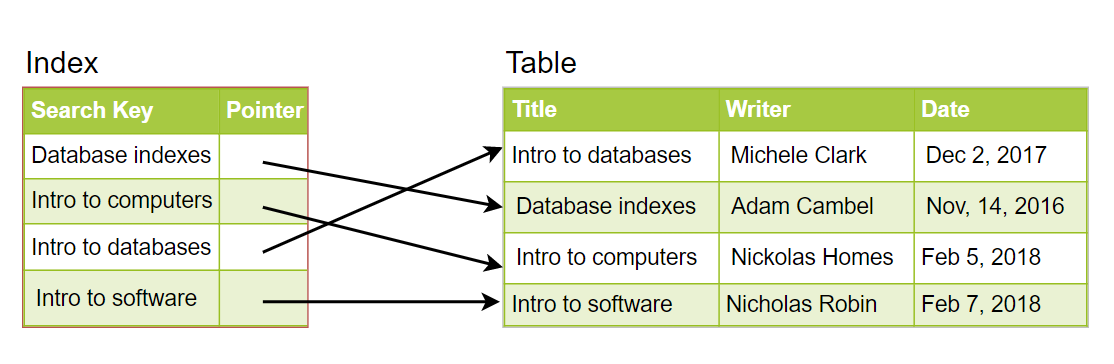 Index
Search Key Pointer
Database indexes
Intro to computers
Intro to databases
Intro to software
Table
Title Writer Date
Intro to databases Michele Clark Dec 2, 2017
Database indexes Adam Cambel Nov, 14, 2016
Intro to computers Nickolas Homes Feb 5, 2018
Intro to software Nicholas Robin Feb 7, 2018